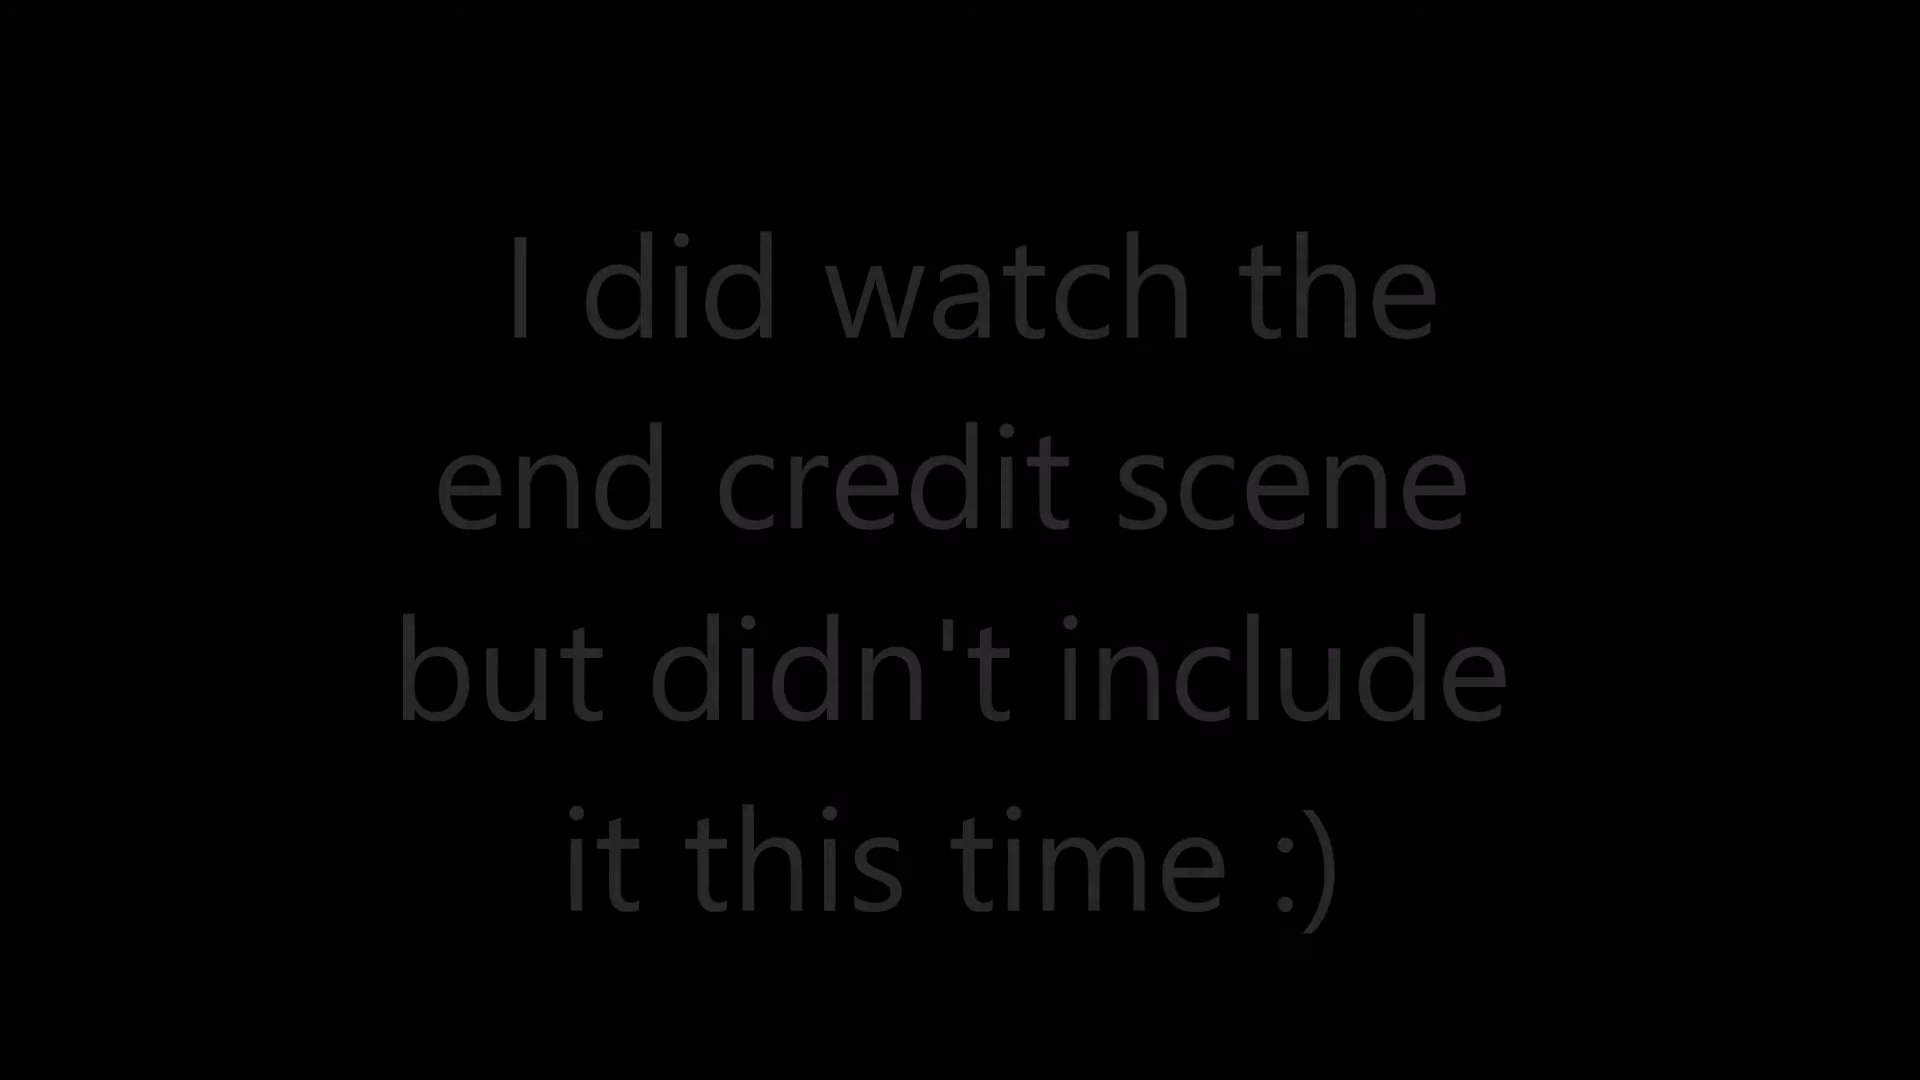 I did watch the
end credit scene
but didn't include
it this time :)